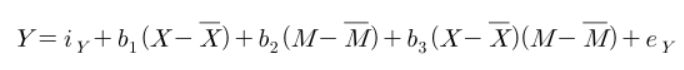 Y= i_Y + b_1 (X− X̅) + b_2 (M− M̅) + b_3 (X− X̅)(M− M̅) + e_Y